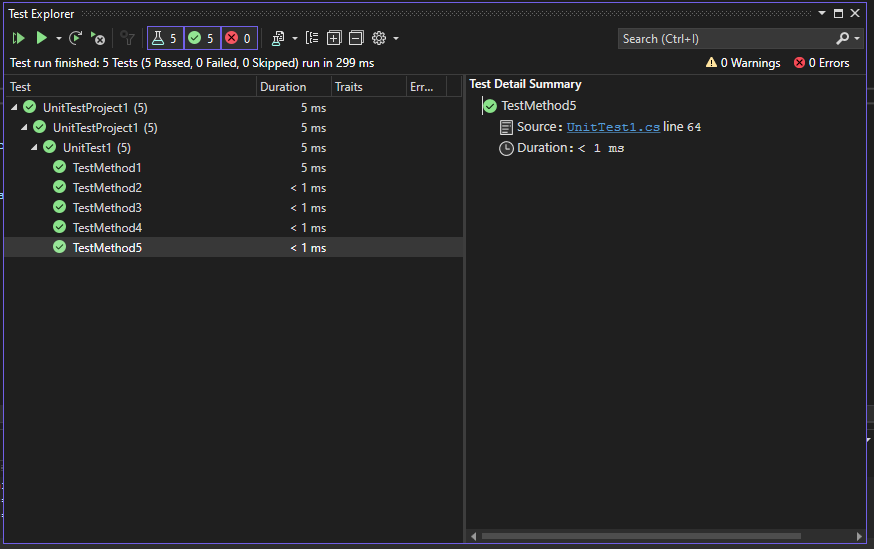 Test Explorer
5 5 0
Search (Ctrl+I)
Test run finished: 5 Tests (5 Passed, 0 Failed, 0 Skipped) run in 299 ms
0 Warnings 0 Errors
Test Duration Traits Err...
UnitTestProject1 (5) 5 ms
UnitTestProject1 (5) 5 ms
UnitTest1 (5) 5 ms
TestMethod1 5 ms
TestMethod2 < 1 ms
TestMethod3 < 1 ms
TestMethod4 < 1 ms
TestMethod5 < 1 ms
Test Detail Summary
TestMethod5
Source: UnitTest1.cs line 64
Duration: < 1 ms